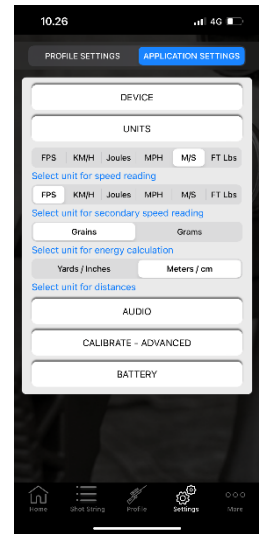 10.26 4G
PROFILE SETTINGS APPLICATION SETTINGS
DEVICE
UNITS
FPS KM/H Joules MPH M/S FT Lbs
Select unit for speed reading
FPS KM/H Joules MPH M/S FT Lbs
Select unit for secondary speed reading
Grains Grams
Select unit for energy calculation
Yards / Inches Meters / cm
Select unit for distances
AUDIO
CALIBRATE - ADVANCED
BATTERY
Home Shot String Profile Settings More